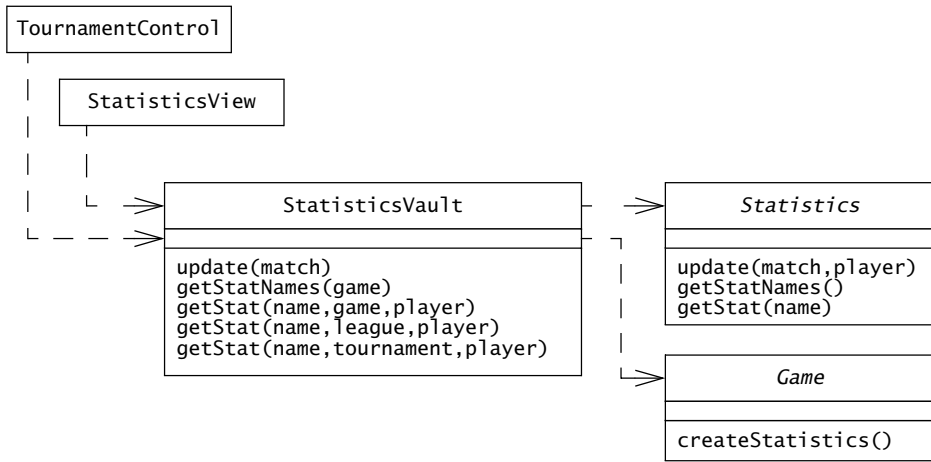 TournamentControl
StatisticsView
StatisticsVault
update(match)
getStatNames(game)
getStat(name,game,player)
getStat(name,league,player)
getStat(name,tournament,player)
Statistics
update(match,player)
getStatNames()
getStat(name)
Game
createStatistics()